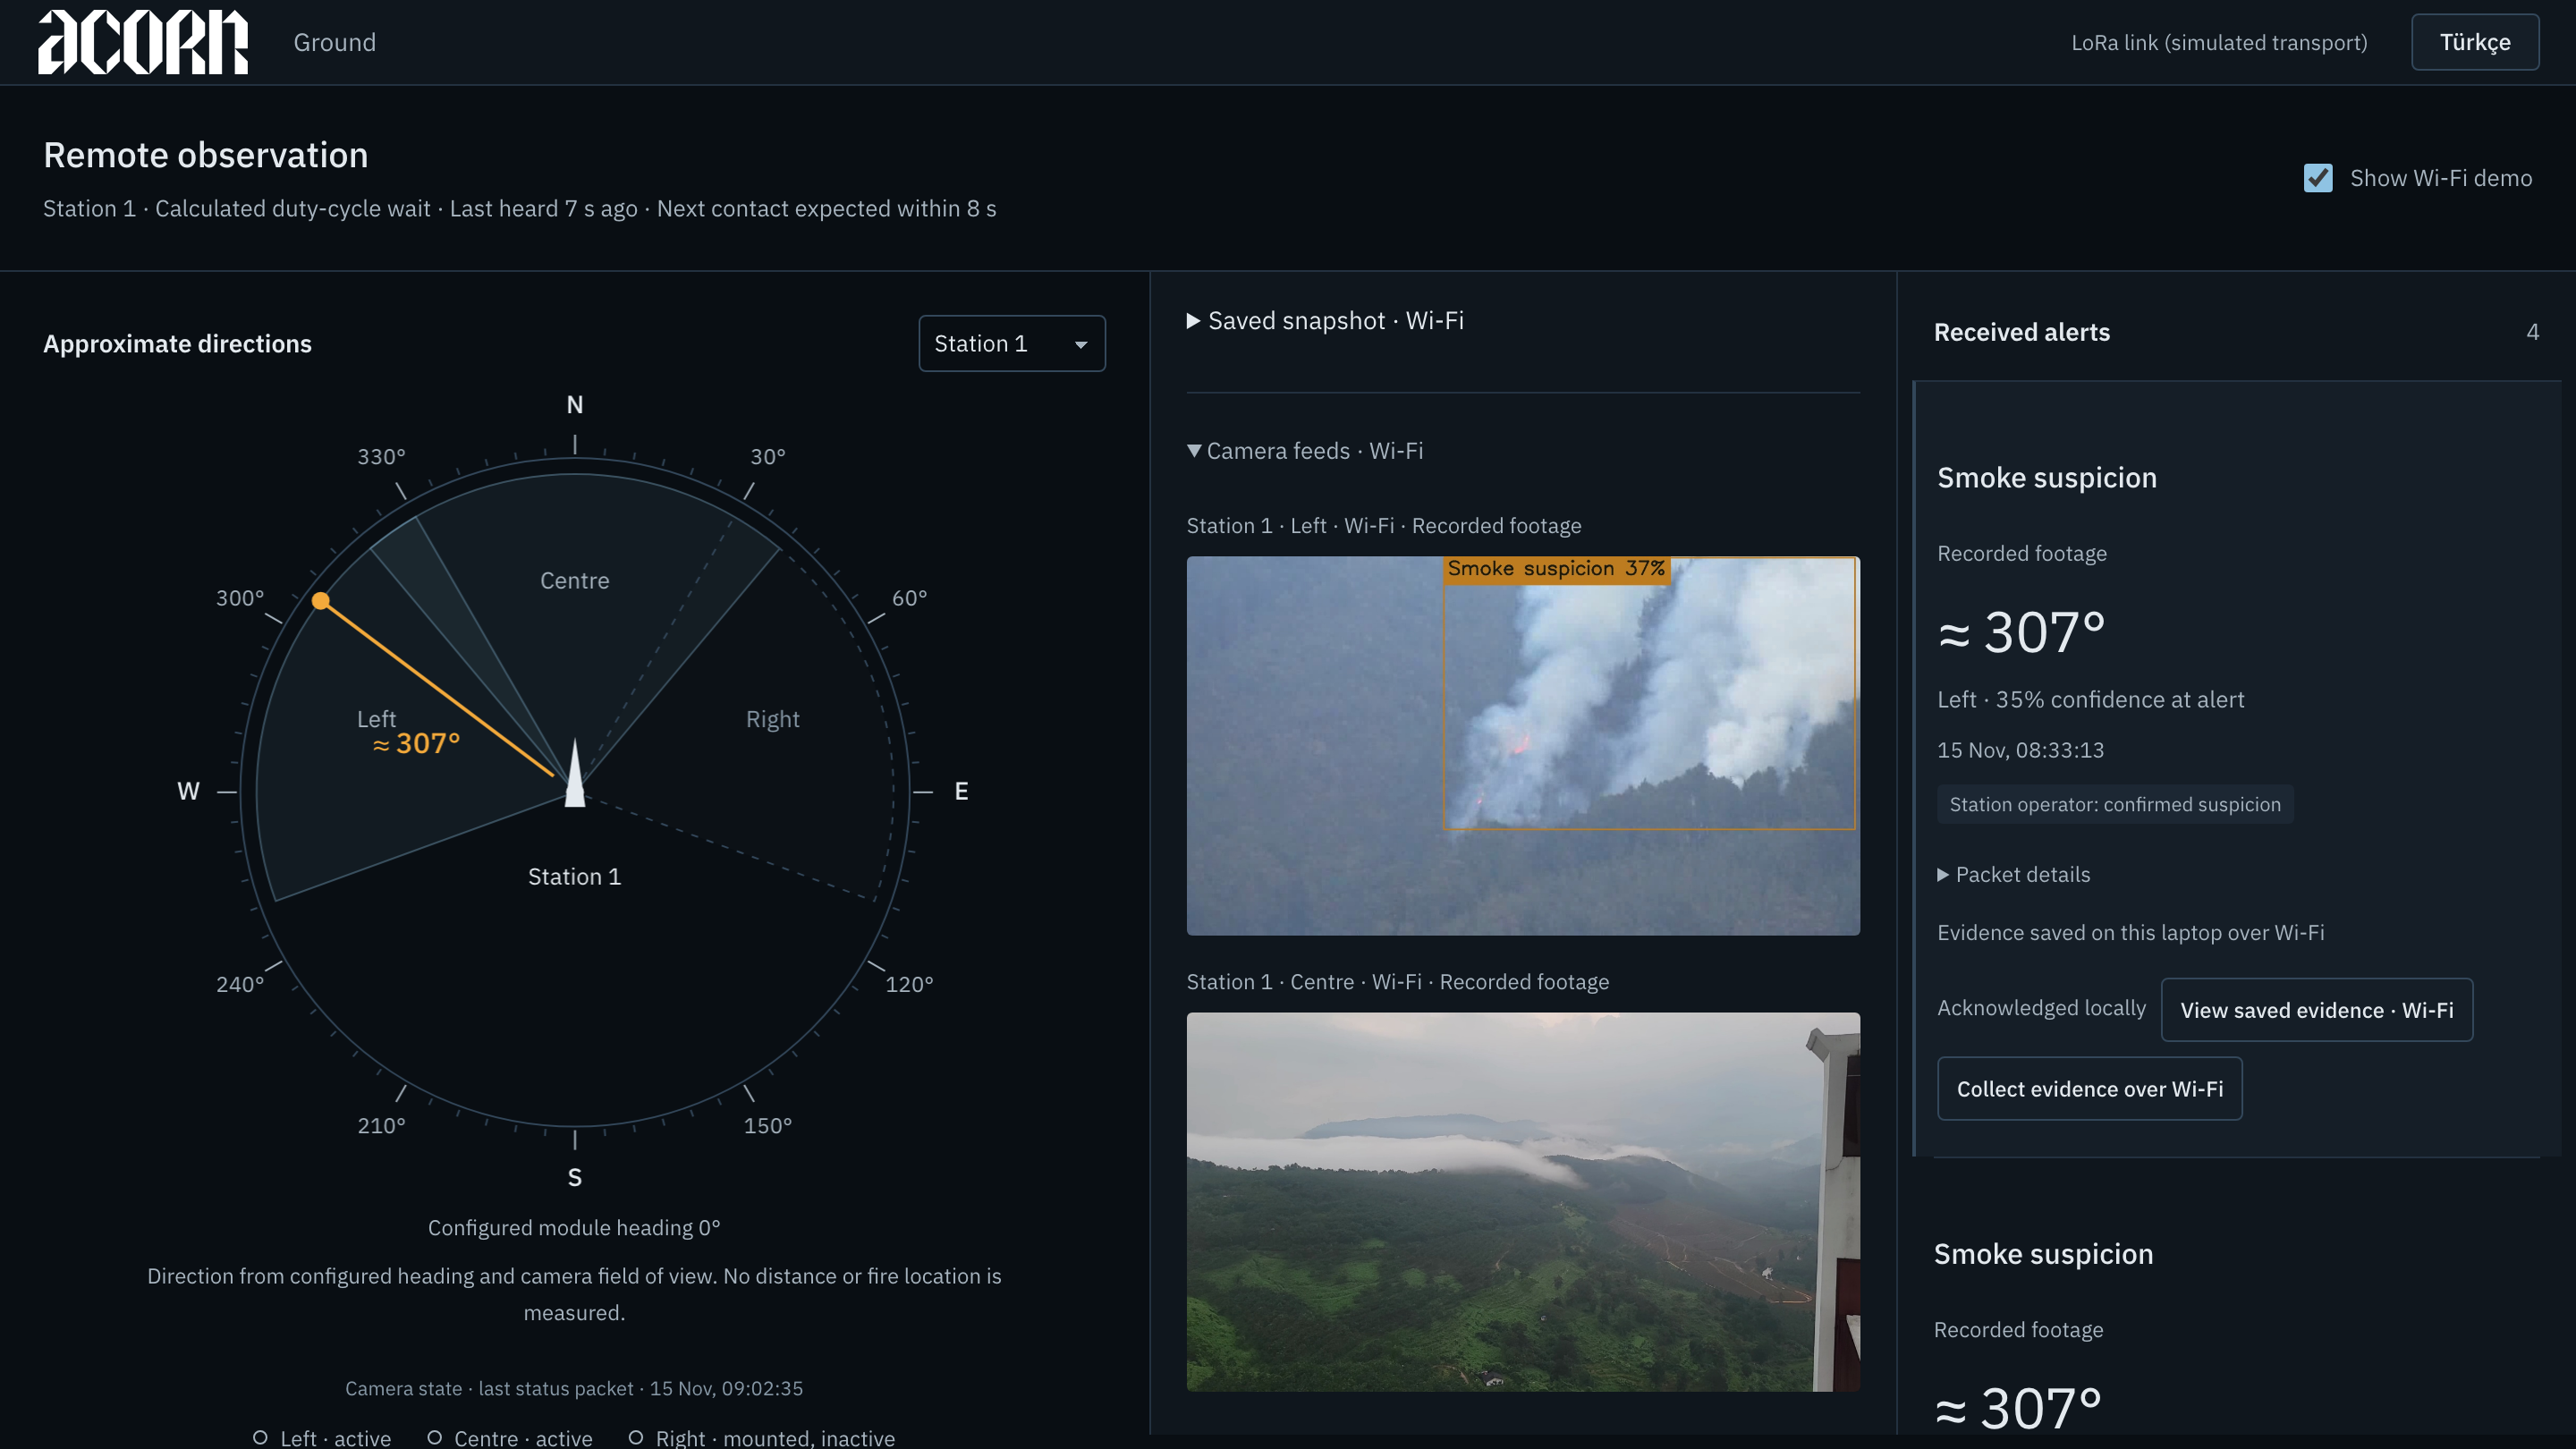 acorn
Ground
LoRa link (simulated transport)
Türkçe
Remote observation
Station 1 · Calculated duty-cycle wait · Last heard 7 s ago · Next contact expected within 8 s
Show Wi-Fi demo
Approximate directions
Station 1
N
330°
30°
300°
60°
Centre
Left
≈ 307°
Right
W
E
Station 1
240°
120°
210°
150°
S
Configured module heading 0°
Direction from configured heading and camera field of view. No distance or fire location is
measured.
Camera state · last status packet · 15 Nov, 09:02:35
Left · active
Centre · active
Right · mounted, inactive
Saved snapshot · Wi-Fi
Camera feeds · Wi-Fi
Station 1 · Left · Wi-Fi · Recorded footage
Smoke suspicion 37%
Station 1 · Centre · Wi-Fi · Recorded footage
Received alerts
4
Smoke suspicion
Recorded footage
≈ 307°
Left · 35% confidence at alert
15 Nov, 08:33:13
Station operator: confirmed suspicion
Packet details
Evidence saved on this laptop over Wi-Fi
Acknowledged locally
View saved evidence · Wi-Fi
Collect evidence over Wi-Fi
Smoke suspicion
Recorded footage
≈ 307°